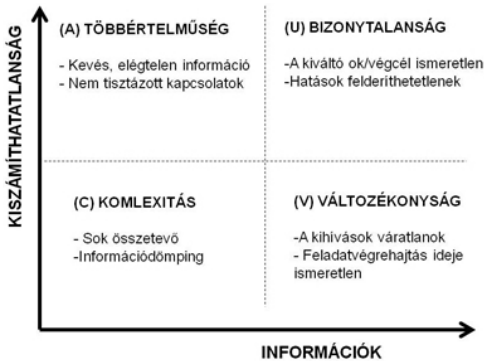 KISZÁMÍTHATATLANSÁG
(A) TÖBBÉRTELMŰSÉG
- Kevés, elégtelen információ
- Nem tisztázott kapcsolatok
(U) BIZONYTALANSÁG
-A kiváltó ok/végcél ismeretlen
-Hatások felderíthetetlenek
(C) KOMLEXITÁS
- Sok összetevő
-Információdömping
(V) VÁLTOZÉKONYSÁG
-A kihivások váratlanok
- Feladatvégrehajtás ideje
ismeretlen
INFORMÁCIÓK